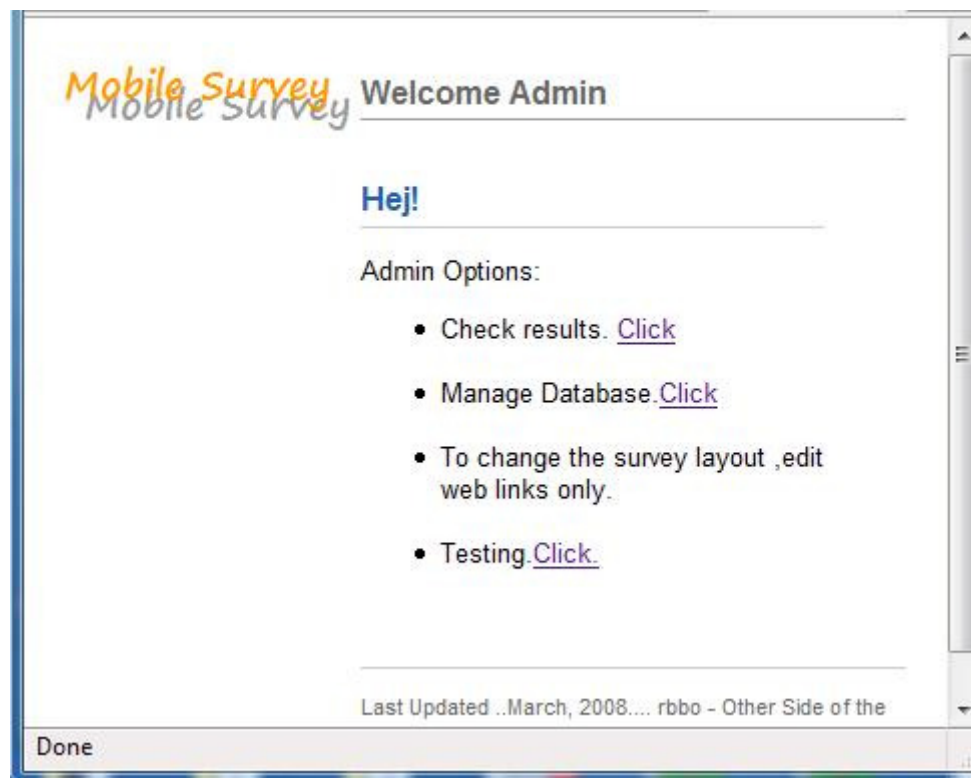 Mobile Survey
Mobile Survey
Welcome Admin
Hej!
Admin Options:
• Check results. Click
• Manage Database.Click
• To change the survey layout ,edit
web links only.
• Testing.Click.
Last Updated ..March, 2008.... rbbo - Other Side of the
Done